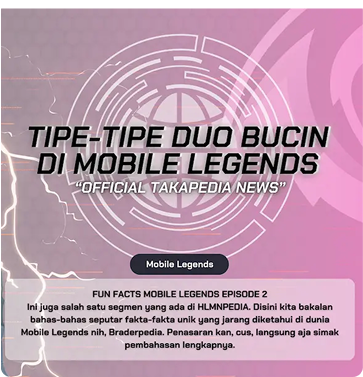 TIPE-TIPE DUO BUCIN
DI MOBILE LEGENDS
"OFFICIAL TAKAPEDIA NEWS"
Mobile Legends
FUN FACTS MOBILE LEGENDS EPISODE 2
Ini juga salah satu segmen yang ada di HLMNPEDIA. Disini kita bakalan
bahas-bahas seputar fakta-fakta unik yang jarang diketahui di dunia
Mobile Legends nih, Braderpedia. Penasaran kan, cus, langsung aja simak
pembahasan lengkapnya.